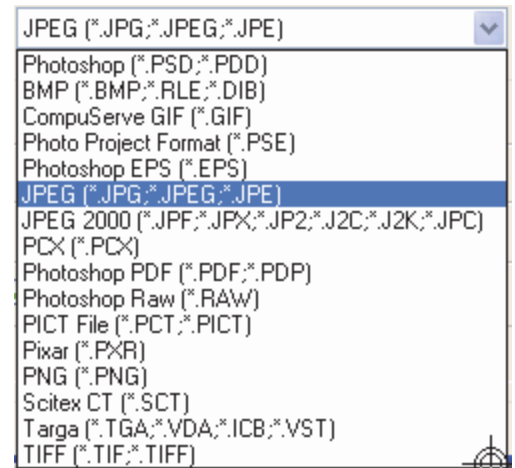 JPEG (*.JPG;*.JPEG;*.JPE)
Photoshop (*.PSD;*.PDD)
BMP (*.BMP;*.RLE;*.DIB)
CompuServe GIF (*.GIF)
Photo Project Format (*.PSE)
Photoshop EPS (*.EPS)
JPEG (*.JPG;*.JPEG;*.JPE)
JPEG 2000 (*.JPF;*.JPX;*.JP2;*.J2C;*.J2K;*.JPC)
PCX (*.PCX)
Photoshop PDF (*.PDF;*.PDP)
Photoshop Raw (*.RAW)
PICT File (*.PCT;*.PICT)
Pixar (*.PXR)
PNG (*.PNG)
Scitex CT (*.SCT)
Targa (*.TGA;*.VDA;*.ICB;*.VST)
TIFF (*.TIF;*.TIFF)